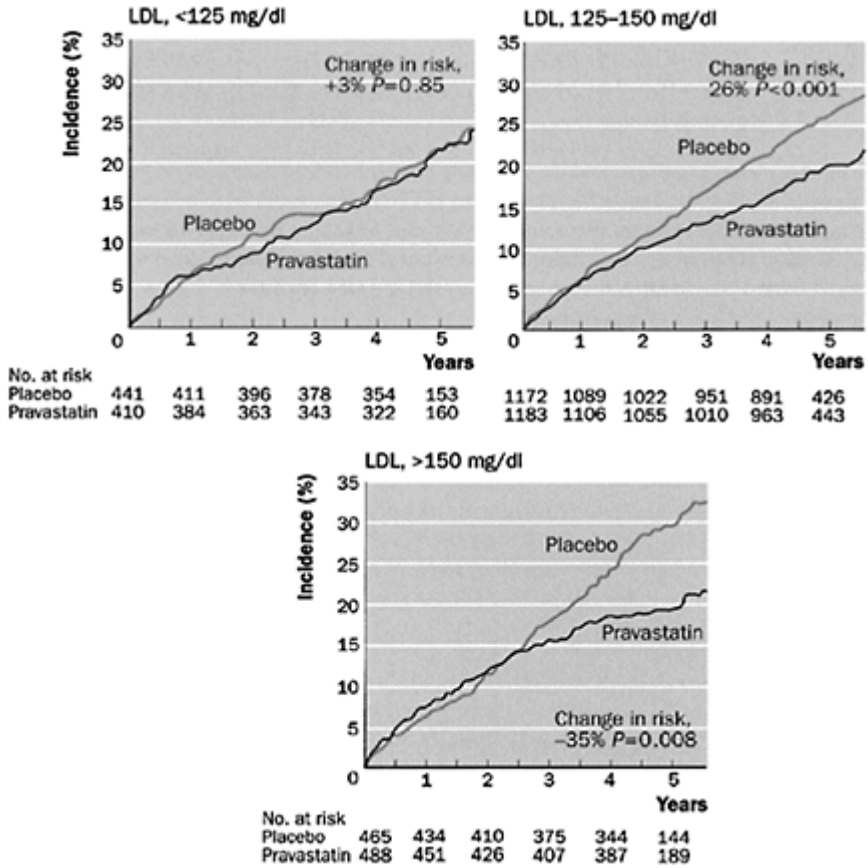 LDL, <125 mg/dl
Incidence (%)
35
30
25
20
15
10
5
0
Change in risk,
+3% P=0.85
Placebo
Pravastatin
1 2 3 4 5
Years
No. at risk
Placebo 441 411 396 378 354 153
Pravastatin 410 384 363 343 322 160
LDL, 125–150 mg/dl
35
30
25
20
15
10
5
0
Change in risk,
26% P<0.001
Placebo
Pravastatin
1 2 3 4 5
Years
1172 1089 1022 951 891 426
1183 1106 1055 1010 963 443
LDL, >150 mg/dl
Incidence (%)
35
30
25
20
15
10
5
0
Placebo
Pravastatin
Change in risk,
–35% P=0.008
1 2 3 4 5
Years
No. at risk
Placebo 465 434 410 375 344 144
Pravastatin 488 451 426 407 387 189